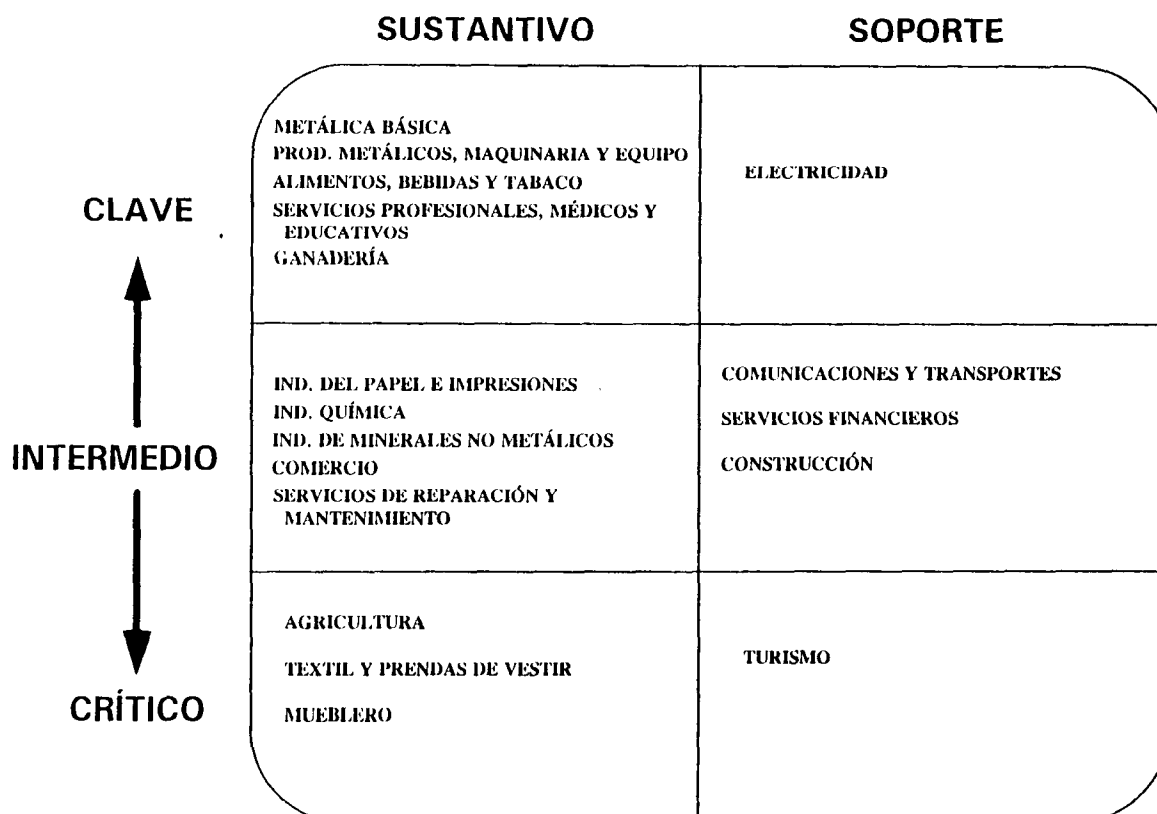 SUSTANTIVO
SOPORTE
CLAVE
METÁLICA BÁSICA
PROD. METÁLICOS, MAQUINARIA Y EQUIPO
ALIMENTOS, BEBIDAS Y TABACO
SERVICIOS PROFESIONALES, MÉDICOS Y
EDUCATIVOS
GANADERÍA
ELECTRICIDAD
INTERMEDIO
IND. DEL PAPEL E IMPRESIONES
IND. QUÍMICA
IND. DE MINERALES NO METÁLICOS
COMERCIO
SERVICIOS DE REPARACIÓN Y
MANTENIMIENTO
COMUNICACIONES Y TRANSPORTES
SERVICIOS FINANCIEROS
CONSTRUCCIÓN
CRÍTICO
AGRICULTURA
TEXTIL Y PRENDAS DE VESTIR
MUEBLERO
TURISMO